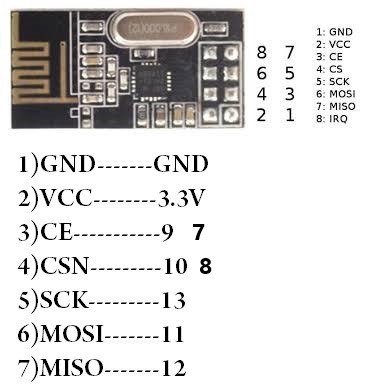 16.000(12)
8 7
6 5
4 3
2 1
1: GND
2: VCC
3: CE
4: CS
5: SCK
6: MOSI
7: MISO
8: IRQ
1)GND-------GND
2)VCC--------3.3V
3)CE-----------9 7
4)CSN---------10 8
5)SCK---------13
6)MOSI-------11
7)MISO-------12